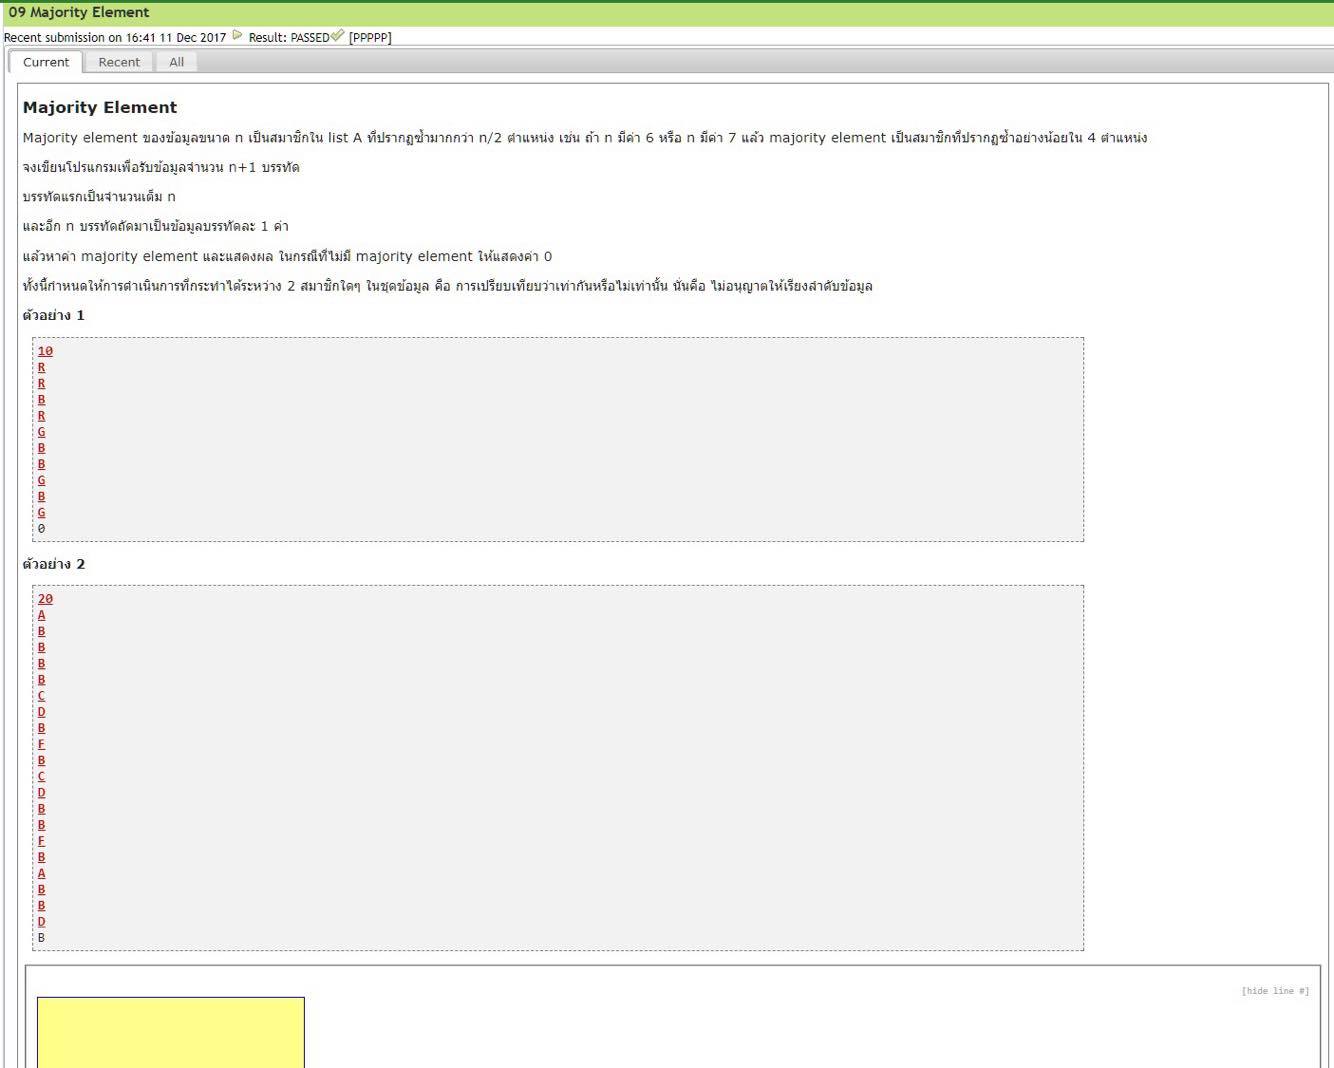 09 Majority Element
Recent submission on 16:41 11 Dec 2017 Result: PASSED [PPPPP]
Current Recent All
Majority Element
Majority element ของข้อมูลขนาด n เป็นสมาชิกใน list A ที่ปรากฏซ้ำมากกว่า n/2 ตำแหน่ง เช่น ถ้า n มีค่า 6 หรือ n มีค่า 7 แล้ว majority element เป็นสมาชิกที่ปรากฏซ้ำอย่างน้อยใน 4 ตำแหน่ง
จงเขียนโปรแกรมเพื่อรับข้อมูลจำนวน n+1 บรรทัด
บรรทัดแรกเป็นจำนวนเต็ม n
และอีก n บรรทัดถัดมาเป็นข้อมูลบรรทัดละ 1 ค่า
แล้วหาค่า majority element และแสดงผล ในกรณีที่ไม่มี majority element ให้แสดงค่า 0
ทั้งนี้กำหนดให้การดำเนินการที่กระทำได้ระหว่าง 2 สมาชิกใดๆ ในชุดข้อมูล คือ การเปรียบเทียบว่าเท่ากันหรือไม่เท่านั้น นั่นคือ ไม่อนุญาตให้เรียงลำดับข้อมูล
ตัวอย่าง 1
10
R
R
B
R
G
B
B
G
B
G
0
ตัวอย่าง 2
20
A
B
B
B
B
C
D
B
F
B
C
D
B
B
F
B
A
B
B
D
B
[hide line #]